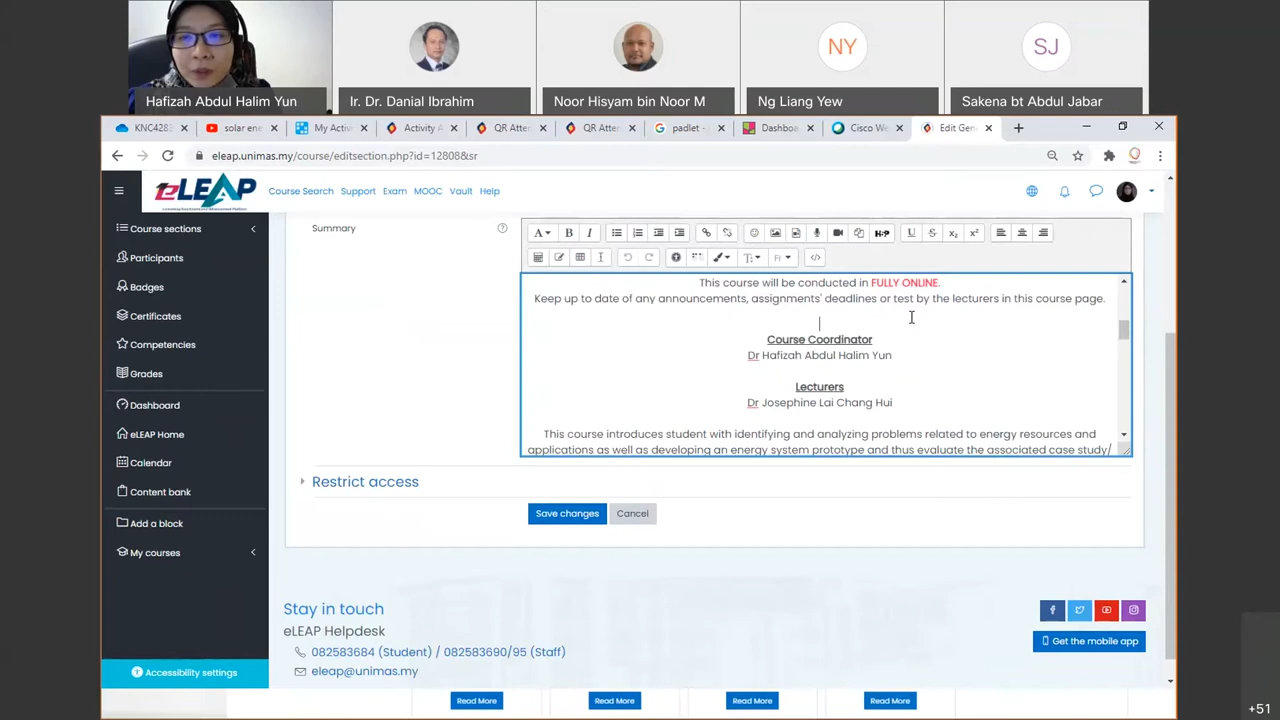 NY
SJ
Hafizah Abdul Halim Yun
Ir. Dr. Danial Ibrahim
Noor Hisyam bin Noor M
Ng Liang Yew
Sakena bt Abdul Jabar
KNC428
solar ene
My Activ
Activity A
QR Atten
QR Atten
padlet -
Dashboa
Cisco We
Edit Gen
eleap.unimas.my/course/editsection.php?id=12808&sr
eLEAP
Course Search
Support
Exam
MOOC
Vault
Help
Course sections
Participants
Badges
Certificates
Competencies
Grades
Dashboard
eLEAP Home
Calendar
Content bank
Add a block
My courses
Accessibility settings
Summary
This course will be conducted in FULLY ONLINE.
Keep up to date of any announcements, assignments' deadlines or test by the lecturers in this course page.
Course Coordinator
Dr Hafizah Abdul Halim Yun
Lecturers
Dr Josephine Lai Chang Hui
This course introduces student with identifying and analyzing problems related to energy resources and
applications as well as developing an energy system prototype and thus evaluate the associated case study/
Restrict access
Save changes
Cancel
Stay in touch
eLEAP Helpdesk
082583684 (Student) / 082583690/95 (Staff)
eleap@unimas.my
Get the mobile app
Read More
Read More
Read More
Read More
+51